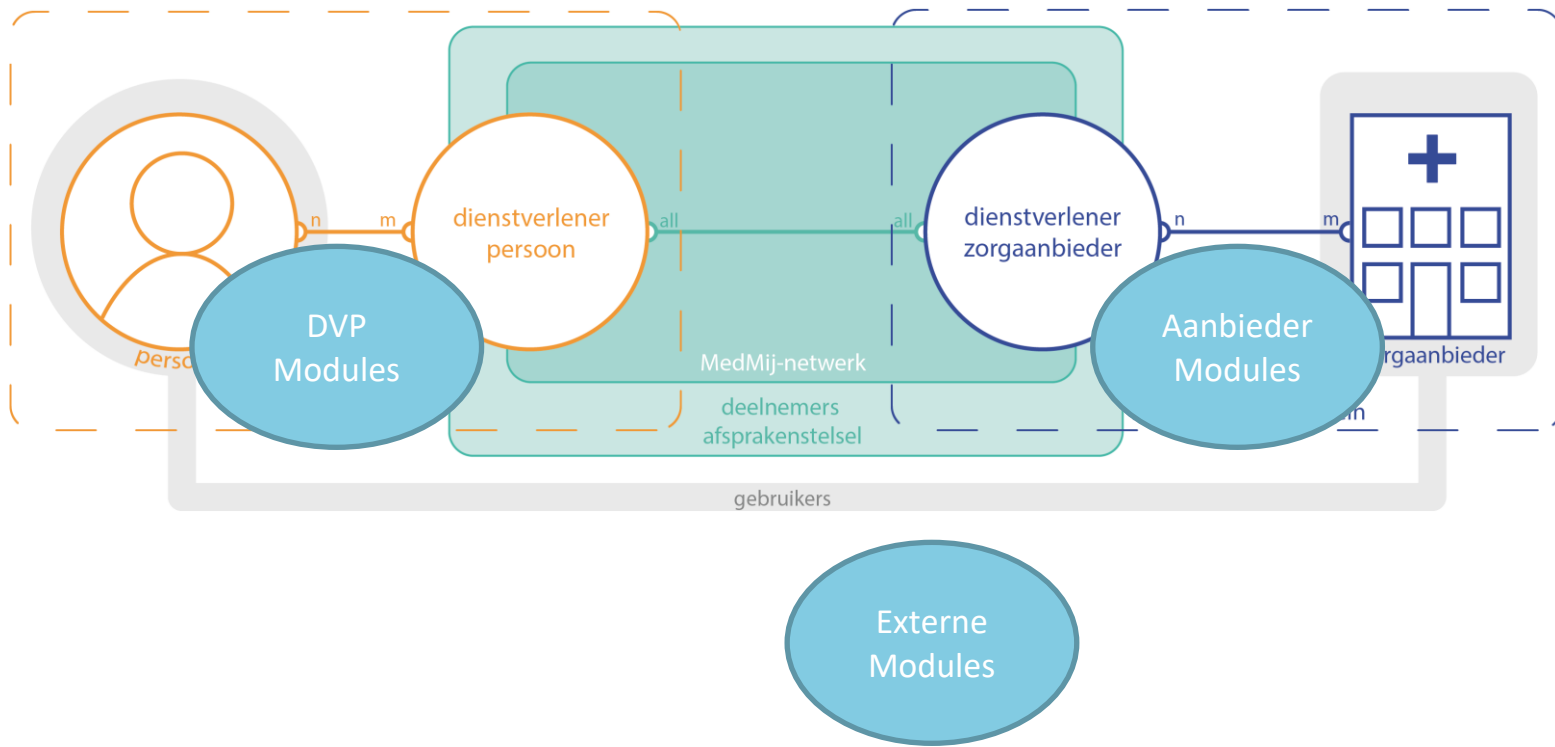 n
m
dienstverlener
persoon
all
all
dienstverlener
zorgaanbieder
n
m
DVP
Modules
Aanbieder
Modules
MedMij-netwerk
deelnemers
afsprakenstelsel
gebruikers
Externe
Modules